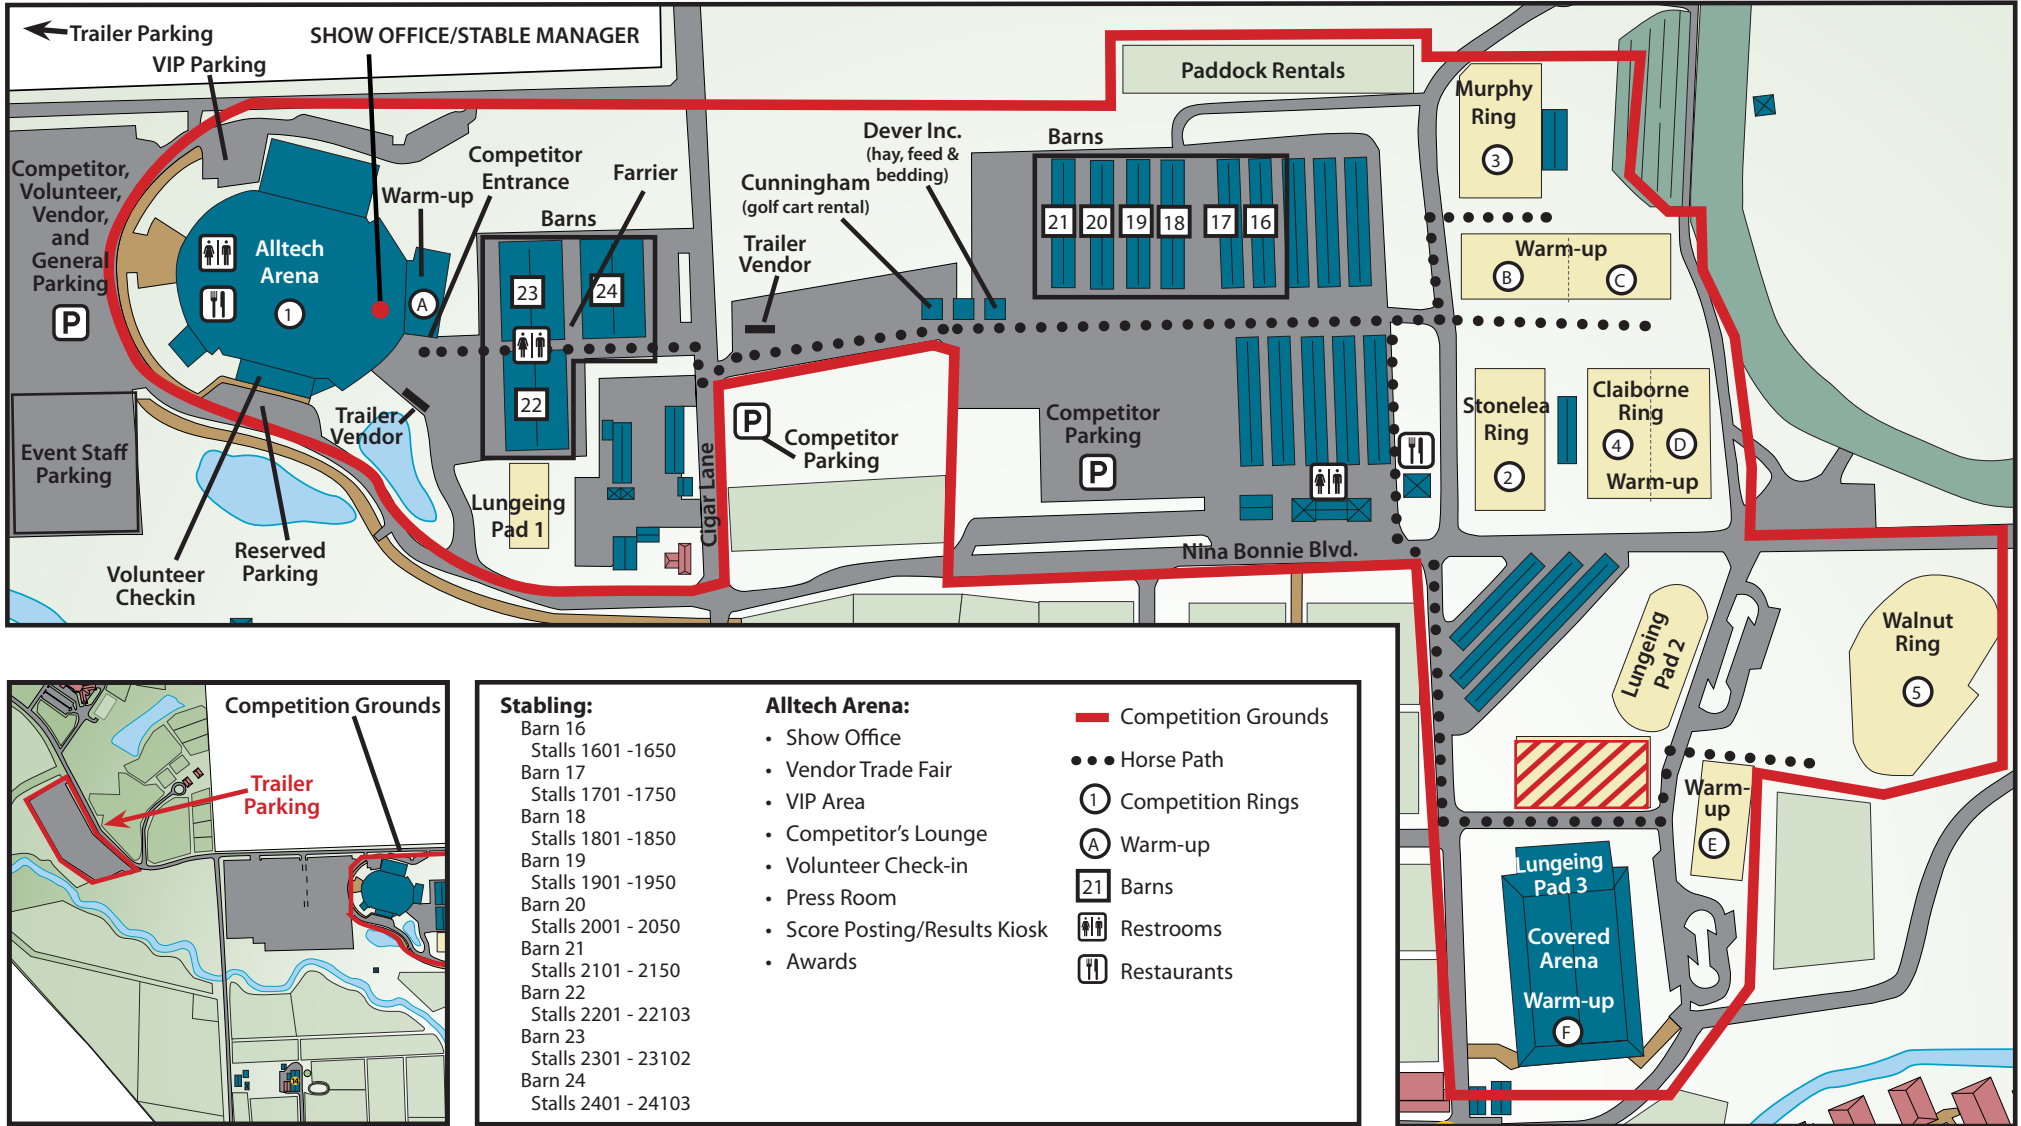 Trailer Parking
VIP Parking
SHOW OFFICE/STABLE MANAGER
Competitor,
Volunteer,
Vendor,
and
General
Parking
P
Event Staff
Parking
Alltech
Arena
1
Warm-up
A
Competitor
Entrance
Farrier
Barns
23
24
22
Trailer
Vendor
Volunteer
Checkin
Reserved
Parking
Lungeing
Pad 1
Cigar Lane
Trailer
Vendor
Cunningham
(golf cart rental)
Dever Inc.
(hay, feed &
bedding)
Barns
21
20
19
18
17
16
Paddock Rentals
P
Competitor
Parking
Competitor
Parking
P
Nina Bonnie Blvd.
Murphy
Ring
3
Warm-up
B
C
Stonelea
Ring
2
Claiborne
Ring
4
D
Warm-up
Lungeing
Pad 2
Walnut
Ring
5
Warm-
up
E
Lungeing
Pad 3
Covered
Arena
Warm-up
F
Competition Grounds
Trailer
Parking
14
Stabling:
Barn 16
Stalls 1601 -1650
Barn 17
Stalls 1701 -1750
Barn 18
Stalls 1801 -1850
Barn 19
Stalls 1901 -1950
Barn 20
Stalls 2001 - 2050
Barn 21
Stalls 2101 - 2150
Barn 22
Stalls 2201 - 22103
Barn 23
Stalls 2301 - 23102
Barn 24
Stalls 2401 - 24103
Alltech Arena:
• Show Office
• Vendor Trade Fair
• VIP Area
• Competitor's Lounge
• Volunteer Check-in
• Press Room
• Score Posting/Results Kiosk
• Awards
Competition Grounds
Horse Path
1 Competition Rings
A Warm-up
21 Barns
Restrooms
Restaurants